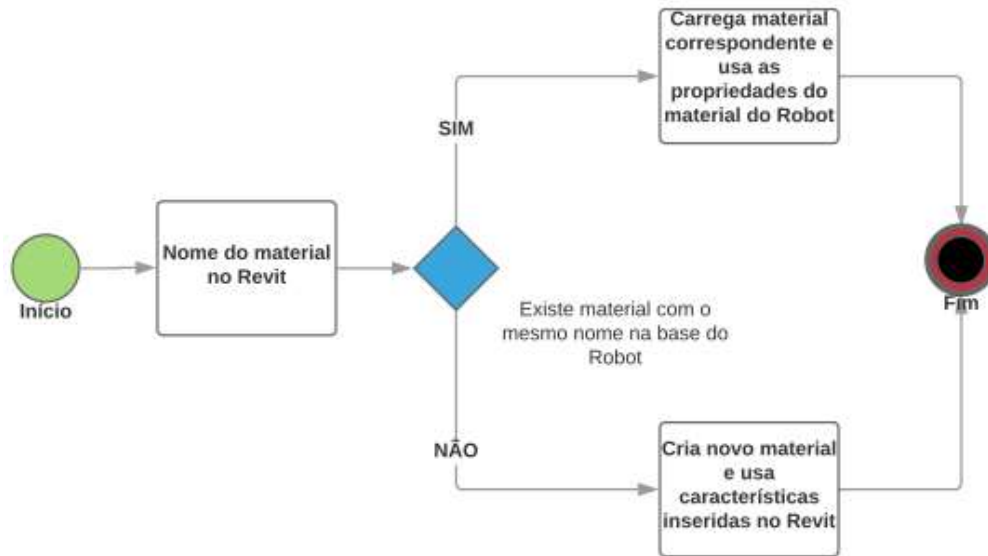 Carrega material
correspondente e
usa as
propriedades do
material do Robot
SIM
Nome do material
no Revit
Início
Existe material com o
mesmo nome na base do
Robot
Fim
NÃO
Cria novo material
e usa
características
inseridas no Revit